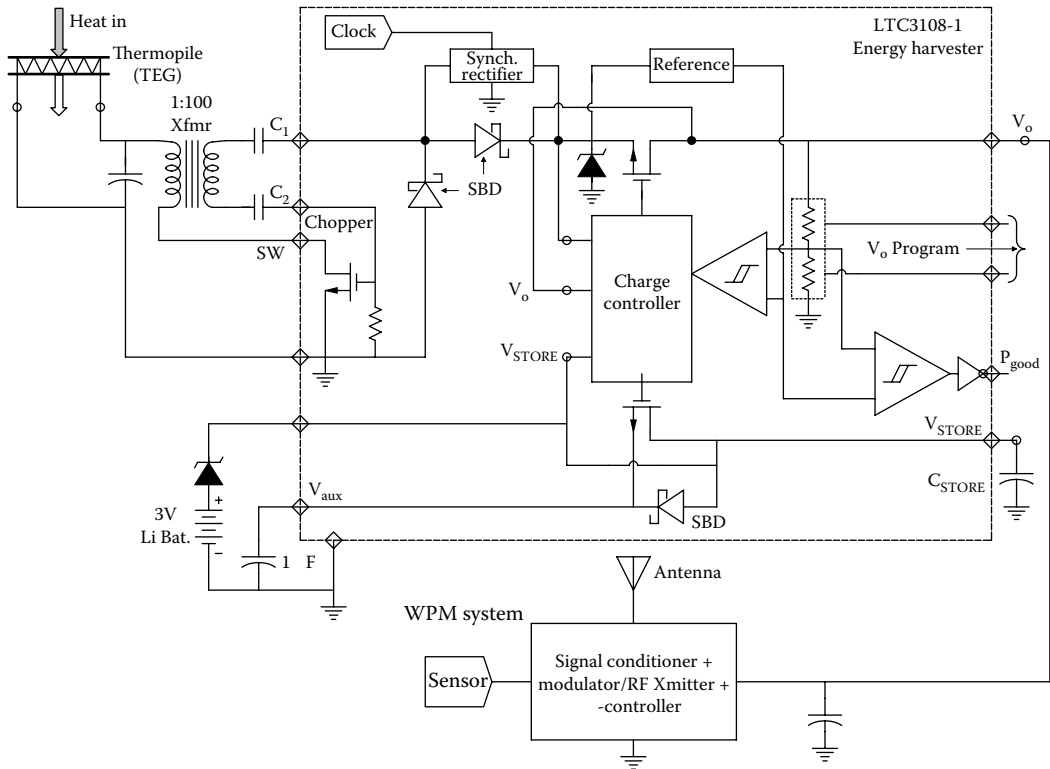 Heat in
Thermopile
(TEG)
1:100
Xfmr
C1
C2
SW
Clock
Synch.
rectifier
Reference
LTC3108-1
Energy harvester
SBD
Chopper
Vo
Vo
Vo Program
Charge
controller
VSTORE
Pgood
VSTORE
CSTORE
Vaux
SBD
3V
Li Bat.
+
−
1 F
Antenna
WPM system
Sensor
Signal conditioner +
modulator/RF Xmitter +
-controller